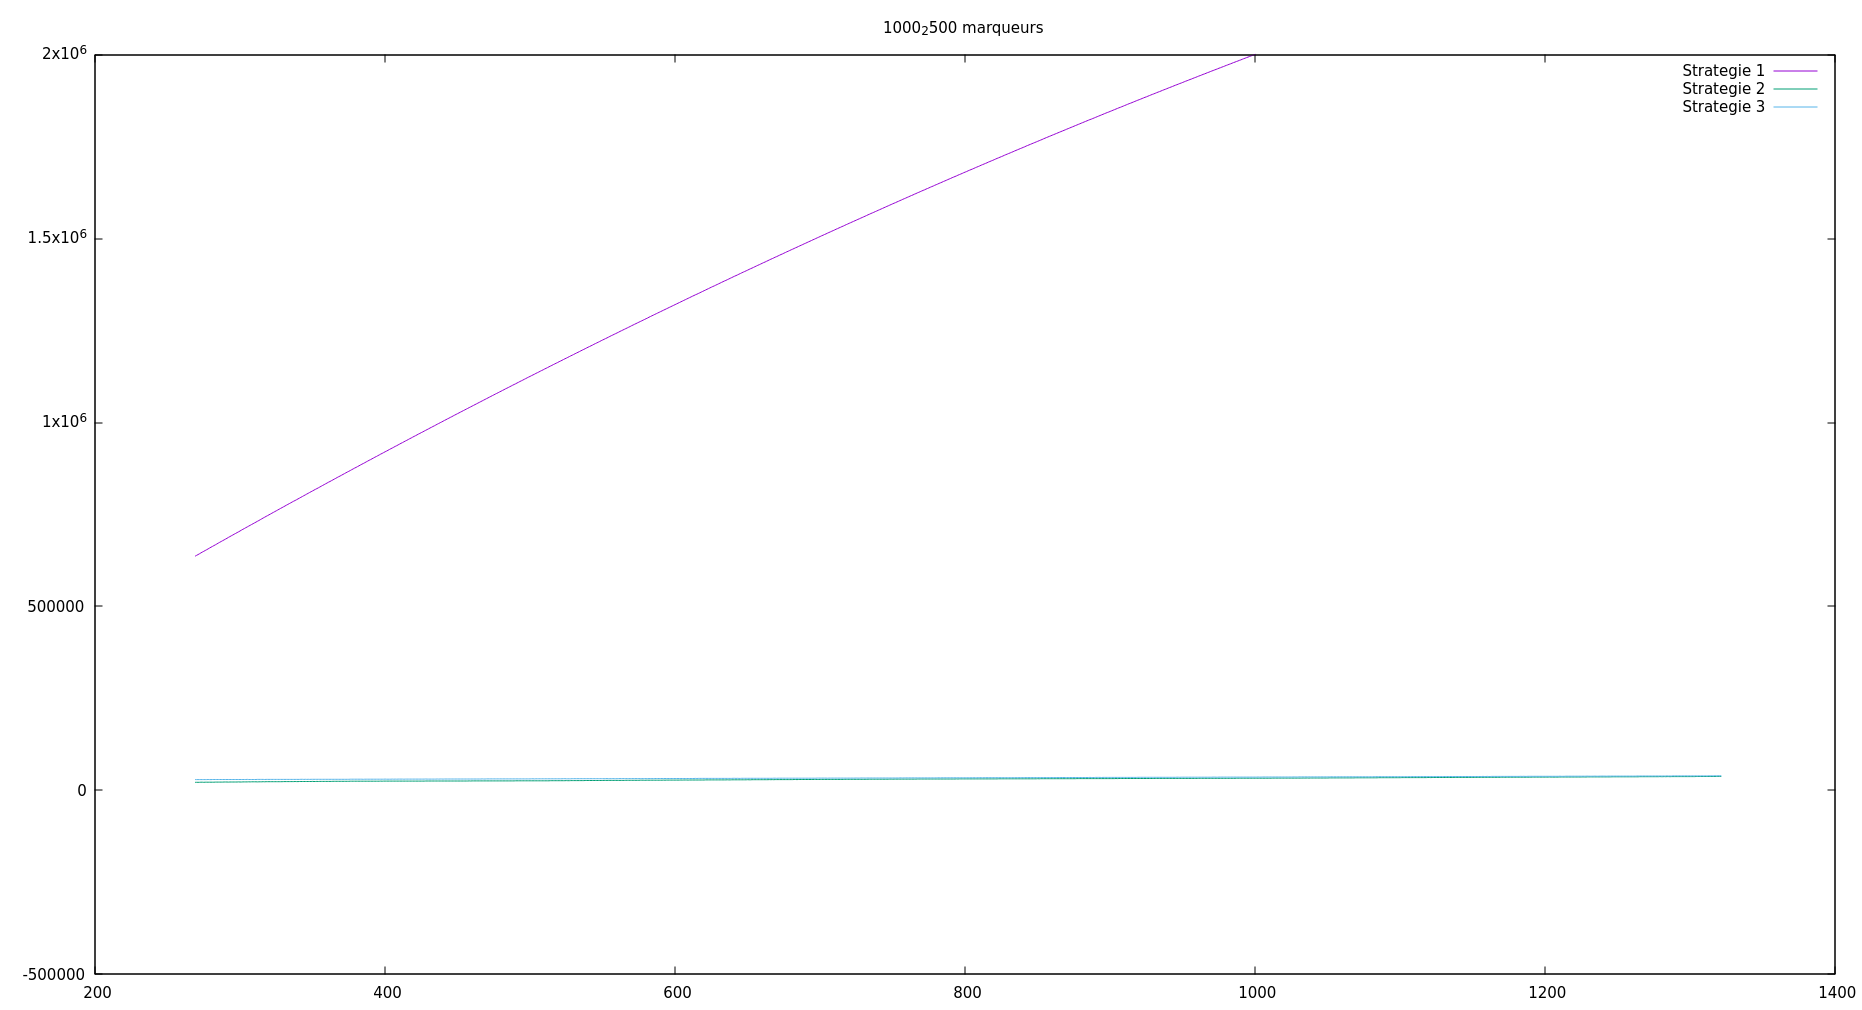 1000₂500 marqueurs
2x10⁶
1.5x10⁶
1x10⁶
500000
0
-500000
Strategie 1
Strategie 2
Strategie 3
200 400 600 800 1000 1200 1400